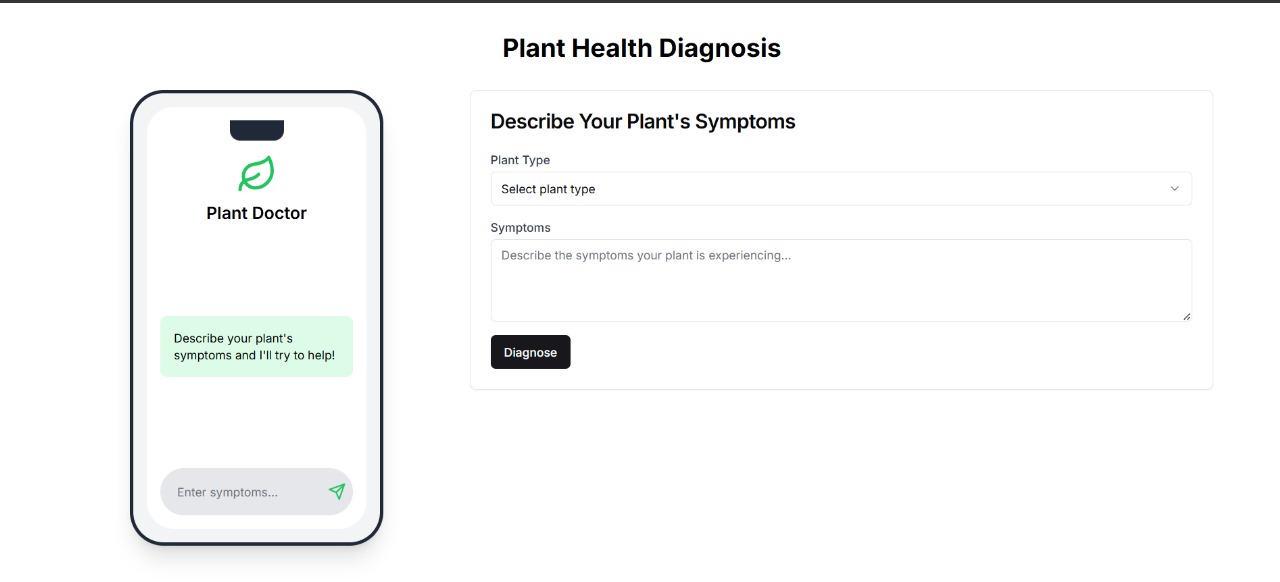 Plant Health Diagnosis
Plant Doctor
Describe your plant's
symptoms and I'll try to help!
Enter symptoms...
Describe Your Plant's Symptoms
Plant Type
Select plant type
Symptoms
Describe the symptoms your plant is experiencing...
Diagnose